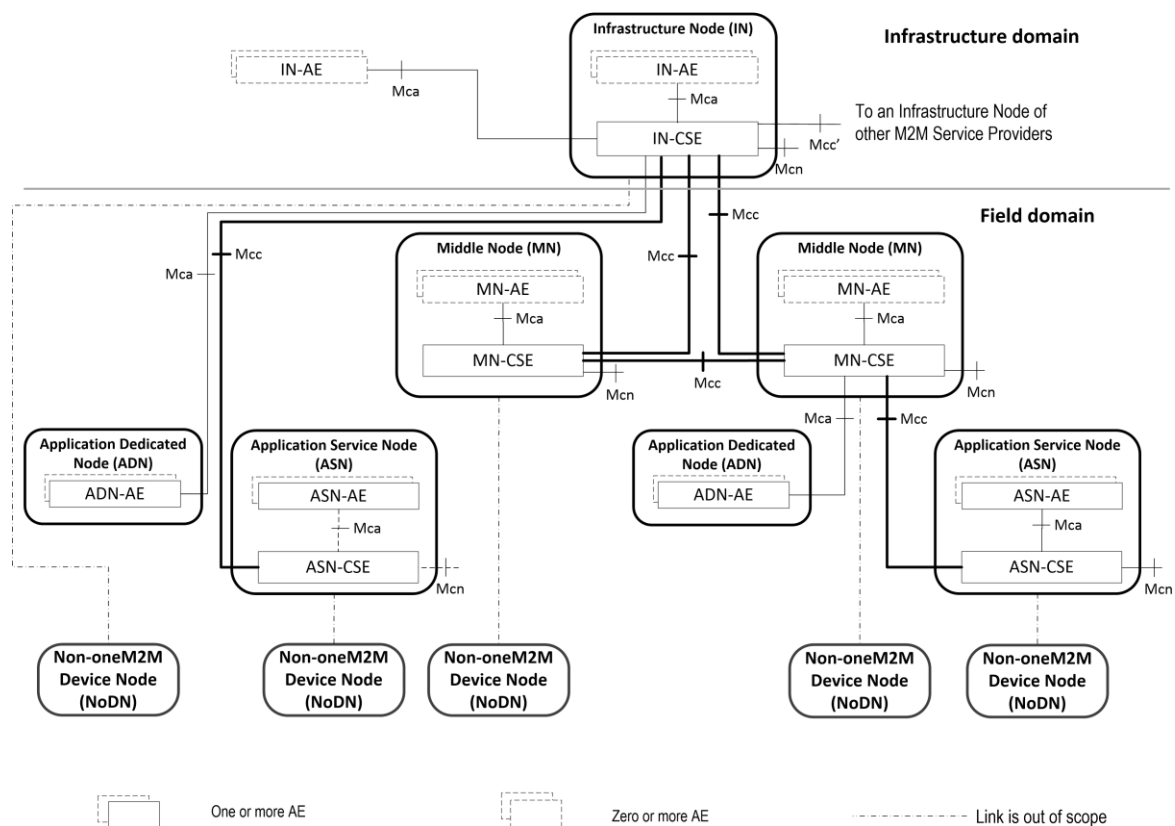 Infrastructure Node (IN)
Infrastructure domain
IN-AE
IN-AE
Mca
Mca
To an Infrastructure Node of
other M2M Service Providers
IN-CSE
Mcc'
Mcn
Field domain
Mcc
Mcc
Mca
Mcc
Middle Node (MN)
Middle Node (MN)
MN-AE
MN-AE
Mca
Mca
MN-CSE
MN-CSE
Mcc
Mcn
Mcn
Mca
Mcc
Application Dedicated
Node (ADN)
ADN-AE
Application Service Node
(ASN)
ASN-AE
Mca
ASN-CSE
Mcn
Application Dedicated
Node (ADN)
ADN-AE
Application Service Node
(ASN)
ASN-AE
Mca
ASN-CSE
Mcn
Non-oneM2M
Device Node
(NoDN)
Non-oneM2M
Device Node
(NoDN)
Non-oneM2M
Device Node
(NoDN)
Non-oneM2M
Device Node
(NoDN)
Non-oneM2M
Device Node
(NoDN)
One or more AE
Zero or more AE
Link is out of scope